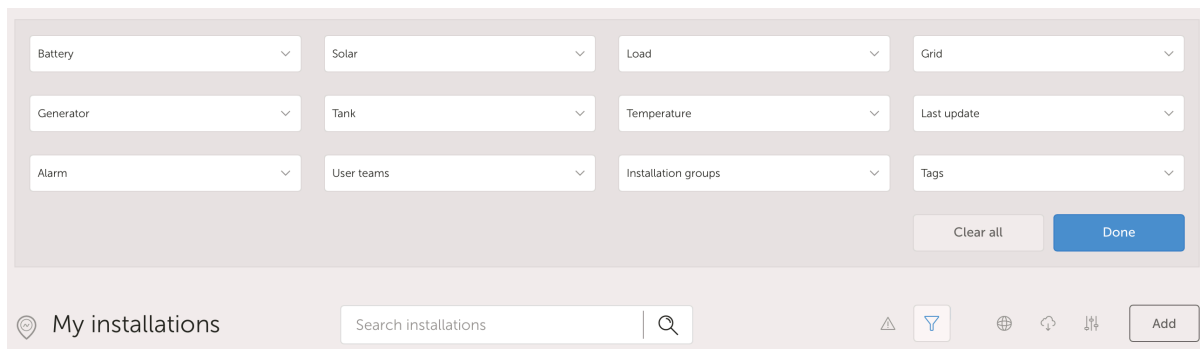 Battery Solar Load Grid
Generator Tank Temperature Last update
Alarm User teams Installation groups Tags
Clear all Done
My installations Search installations Add